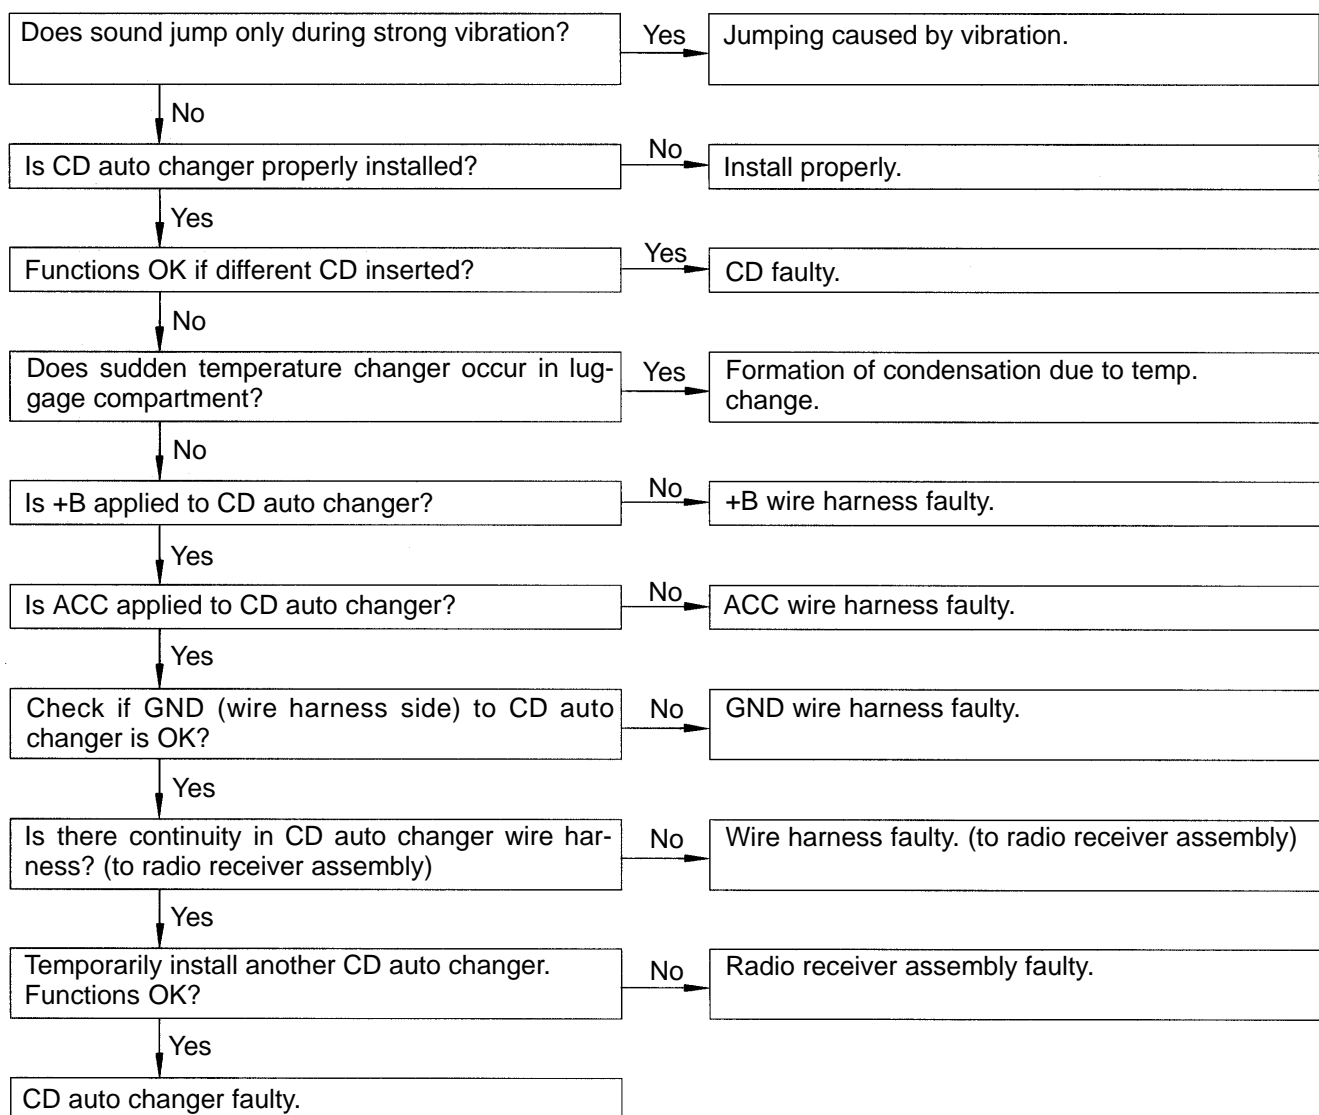 Does sound jump only during strong vibration?
Yes
Jumping caused by vibration.
No
Is CD auto changer properly installed?
No
Install properly.
Yes
Functions OK if different CD inserted?
Yes
CD faulty.
No
Does sudden temperature changer occur in lug-
gage compartment?
Yes
Formation of condensation due to temp.
change.
No
Is +B applied to CD auto changer?
No
+B wire harness faulty.
Yes
Is ACC applied to CD auto changer?
No
ACC wire harness faulty.
Yes
Check if GND (wire harness side) to CD auto
changer is OK?
No
GND wire harness faulty.
Yes
Is there continuity in CD auto changer wire har-
ness? (to radio receiver assembly)
No
Wire harness faulty. (to radio receiver assembly)
Yes
Temporarily install another CD auto changer.
Functions OK?
No
Radio receiver assembly faulty.
Yes
CD auto changer faulty.